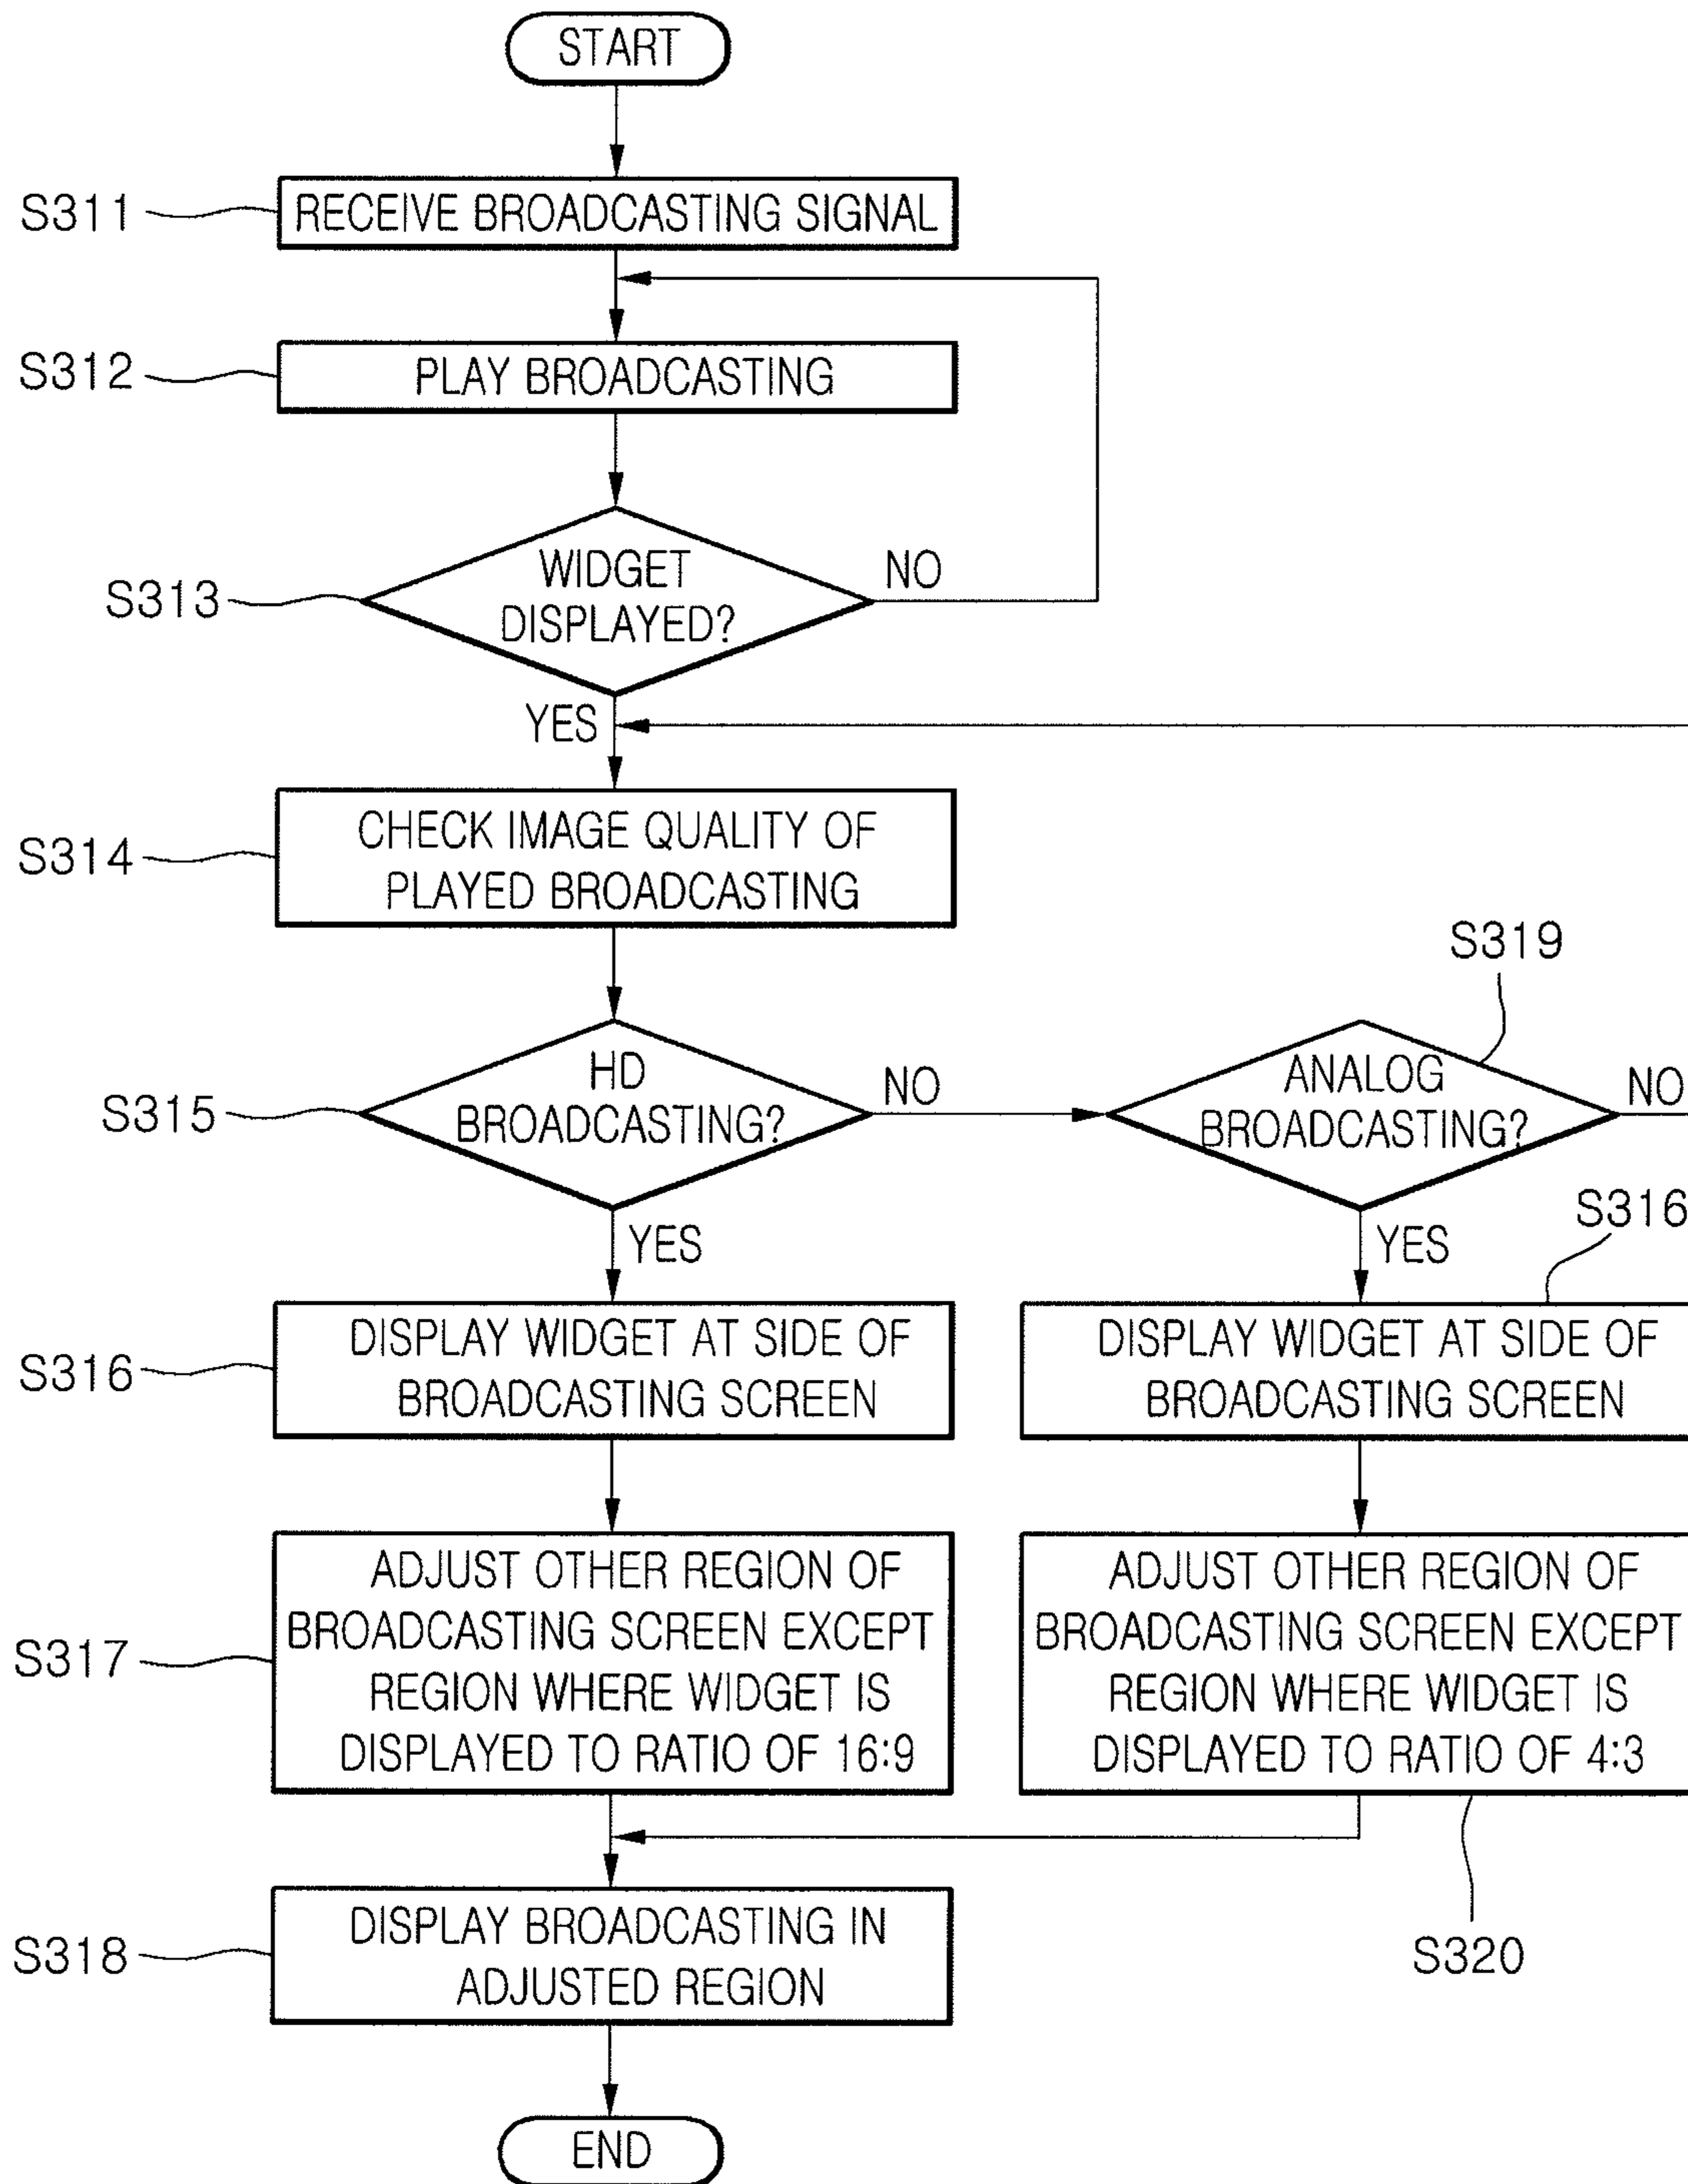 START
S311
RECEIVE BROADCASTING SIGNAL
S312
PLAY BROADCASTING
S313
WIDGET
DISPLAYED?
NO
YES
S314
CHECK IMAGE QUALITY OF
PLAYED BROADCASTING
S315
HD
BROADCASTING?
NO
S319
ANALOG
BROADCASTING?
NO
YES
YES
S316
DISPLAY WIDGET AT SIDE OF
BROADCASTING SCREEN
S316
DISPLAY WIDGET AT SIDE OF
BROADCASTING SCREEN
S317
ADJUST OTHER REGION OF
BROADCASTING SCREEN EXCEPT
REGION WHERE WIDGET IS
DISPLAYED TO RATIO OF 16:9
ADJUST OTHER REGION OF
BROADCASTING SCREEN EXCEPT
REGION WHERE WIDGET IS
DISPLAYED TO RATIO OF 4:3
S320
S318
DISPLAY BROADCASTING IN
ADJUSTED REGION
END